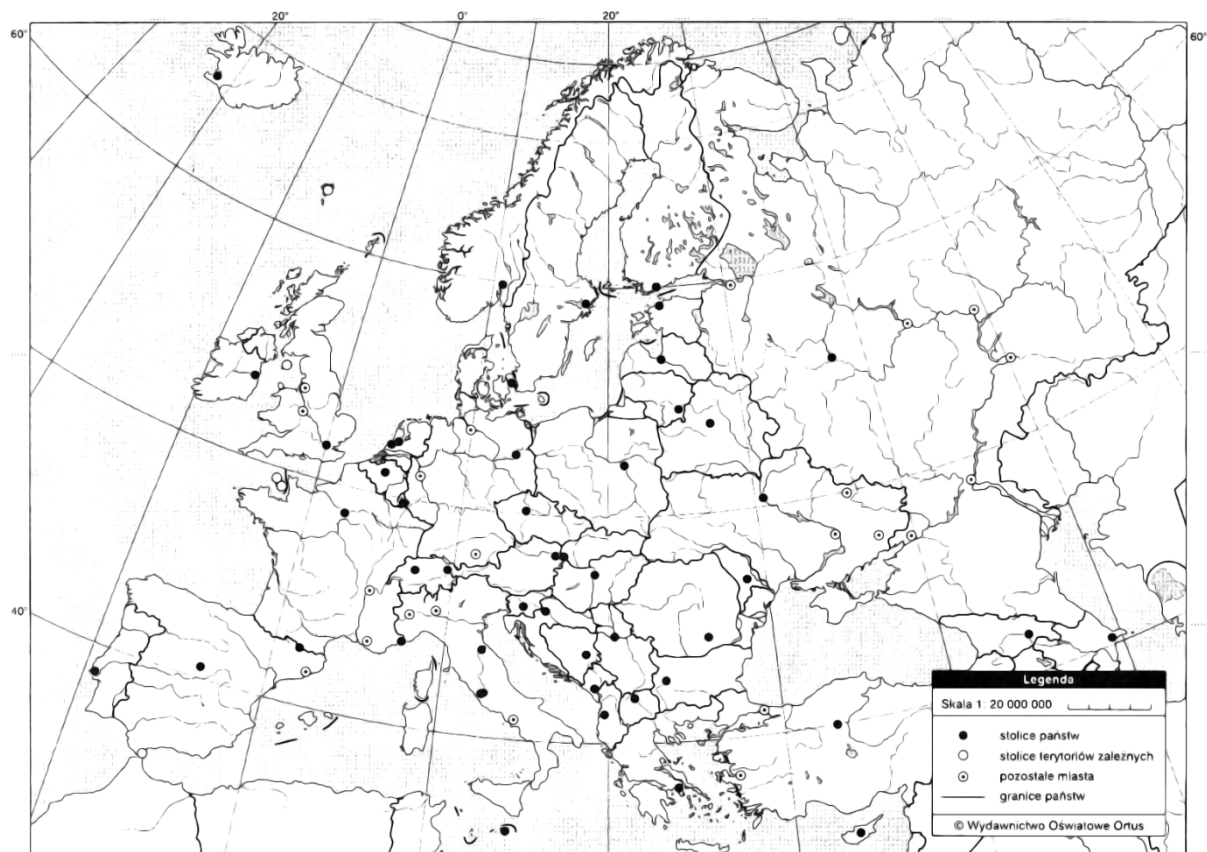 20° 0° 20°
60° 60°
40°
Legenda
Skala 1: 20 000 000
stolice państw
stolice terytoriów zależnych
pozostałe miasta
granice państw
© Wydawnictwo Oświatowe Ortus